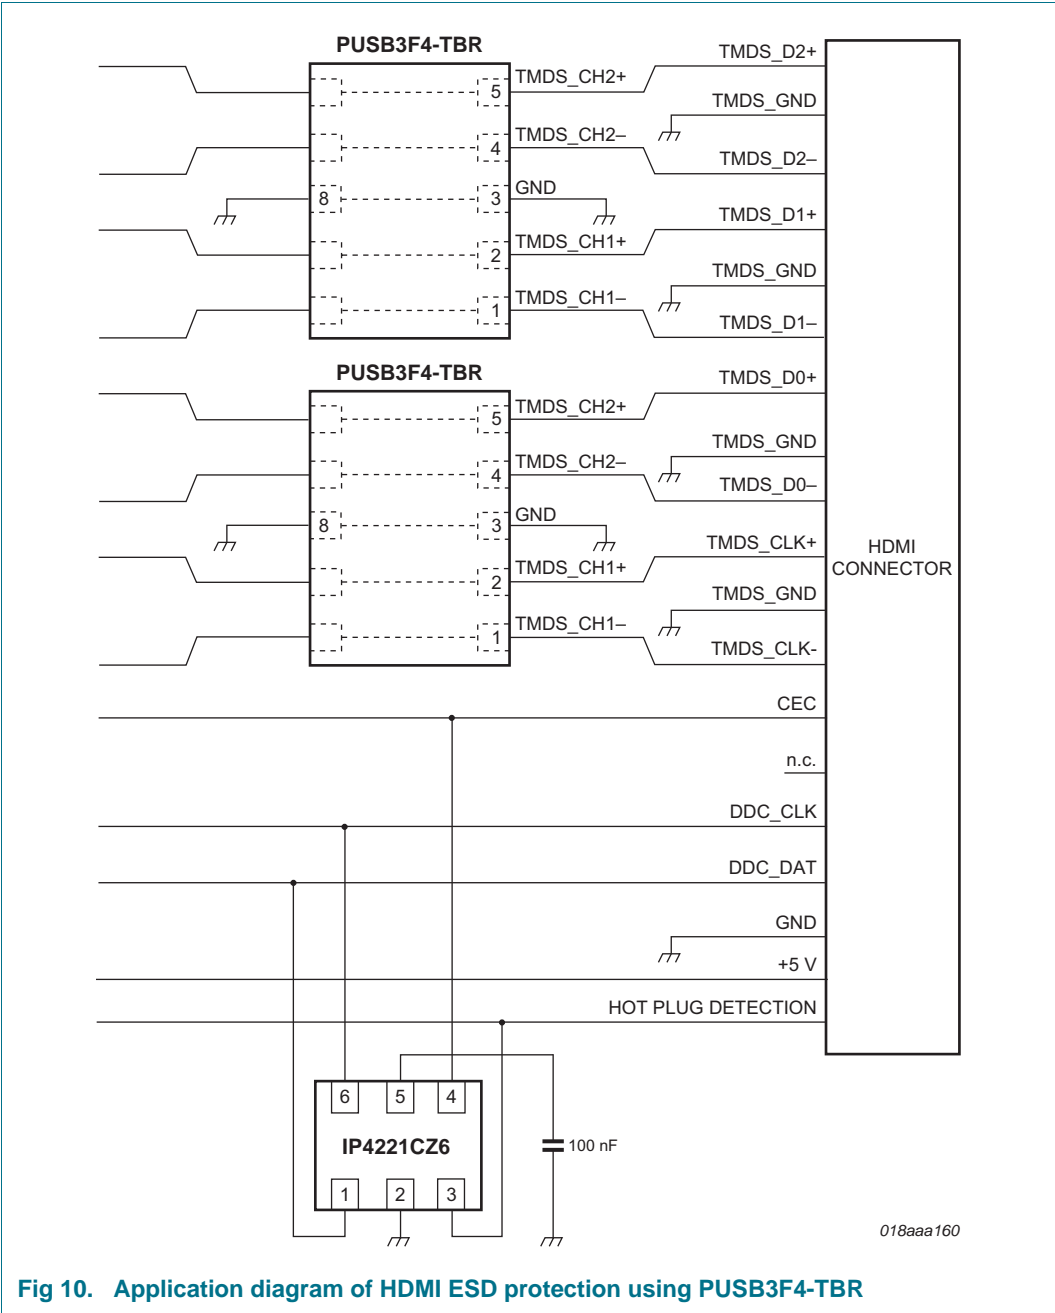 PUSB3F4-TBR
TMDS_D2+
5 TMDS_CH2+
TMDS_GND
4 TMDS_CH2–
TMDS_D2–
8 3 GND
TMDS_D1+
2 TMDS_CH1+
TMDS_GND
1 TMDS_CH1–
TMDS_D1–
PUSB3F4-TBR
TMDS_D0+
5 TMDS_CH2+
TMDS_GND
4 TMDS_CH2–
TMDS_D0–
8 3 GND
TMDS_CLK+
HDMI
CONNECTOR
2 TMDS_CH1+
TMDS_GND
1 TMDS_CH1–
TMDS_CLK-
CEC
n.c.
DDC_CLK
DDC_DAT
GND
+5 V
HOT PLUG DETECTION
6 5 4
IP4221CZ6
100 nF
1 2 3
018aaa160
Fig 10. Application diagram of HDMI ESD protection using PUSB3F4-TBR